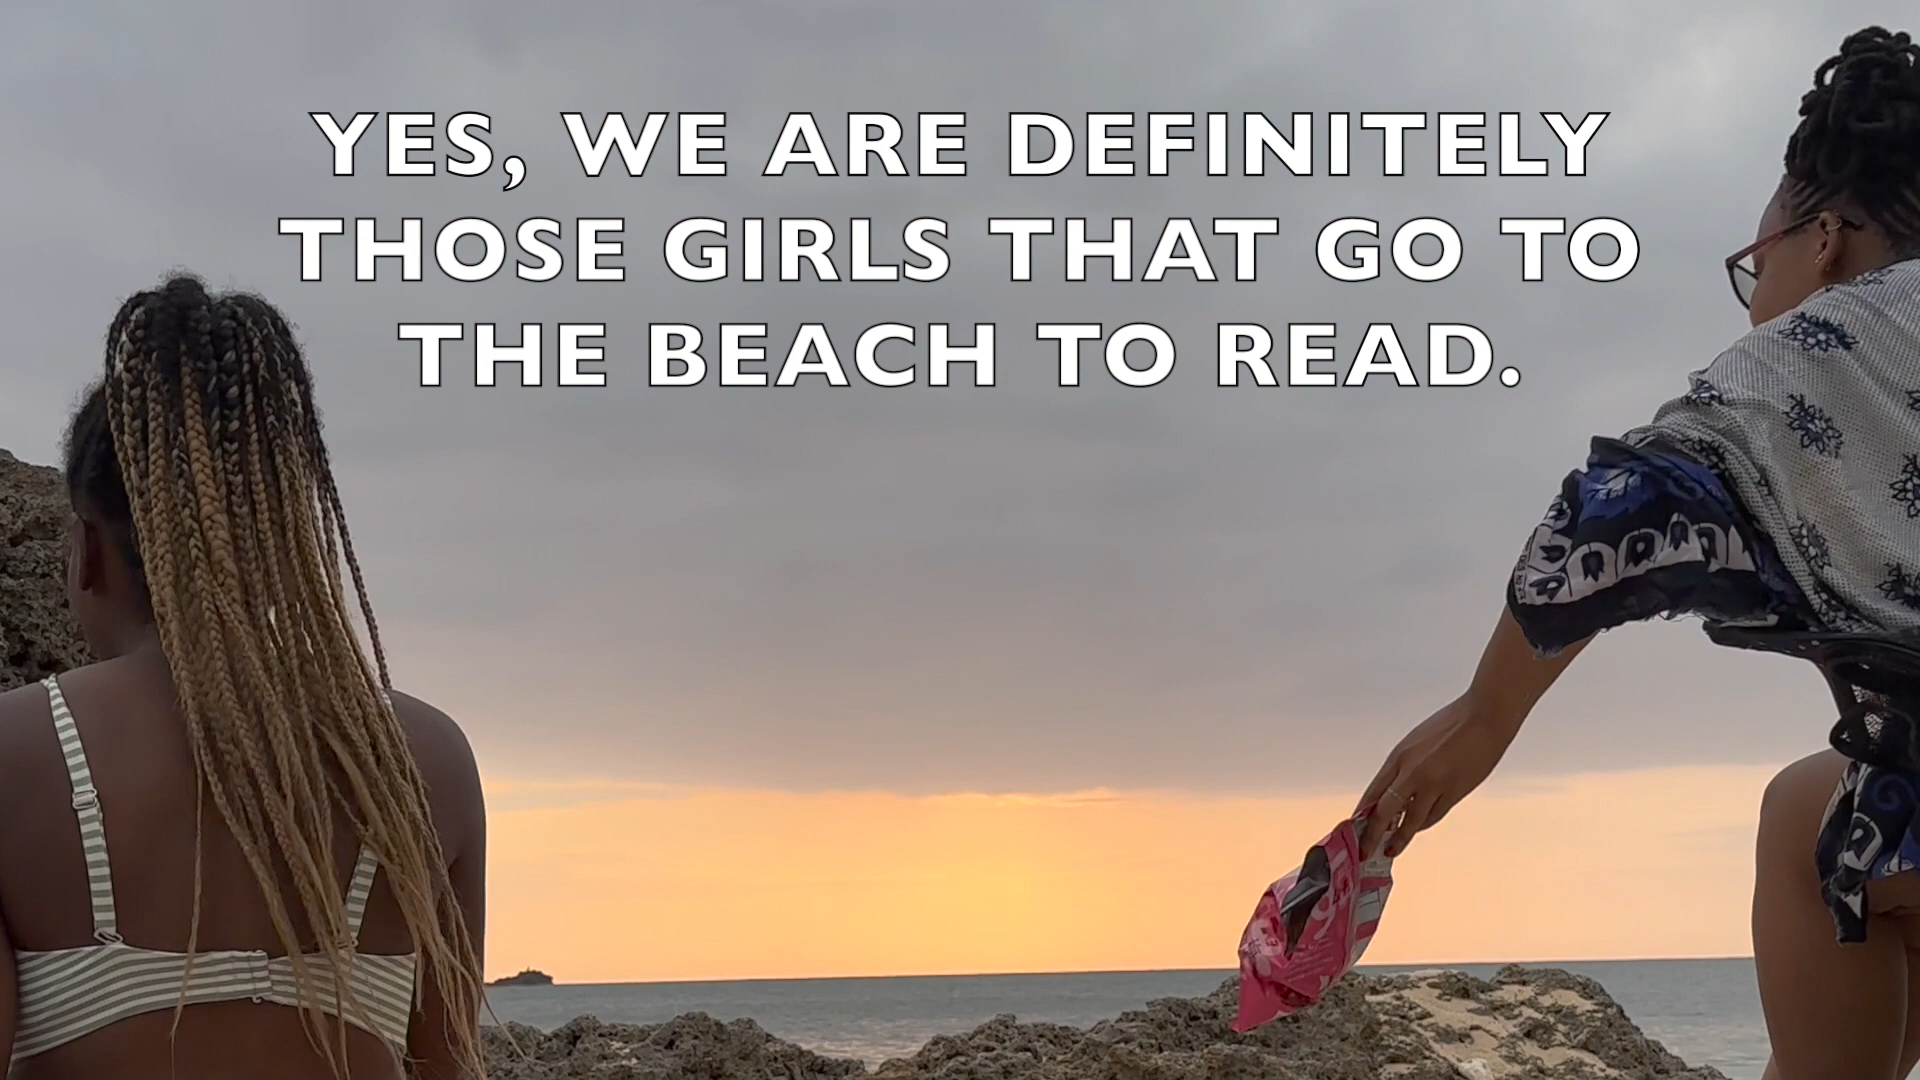 YES, WE ARE DEFINITELY
THOSE GIRLS THAT GO TO
THE BEACH TO READ.